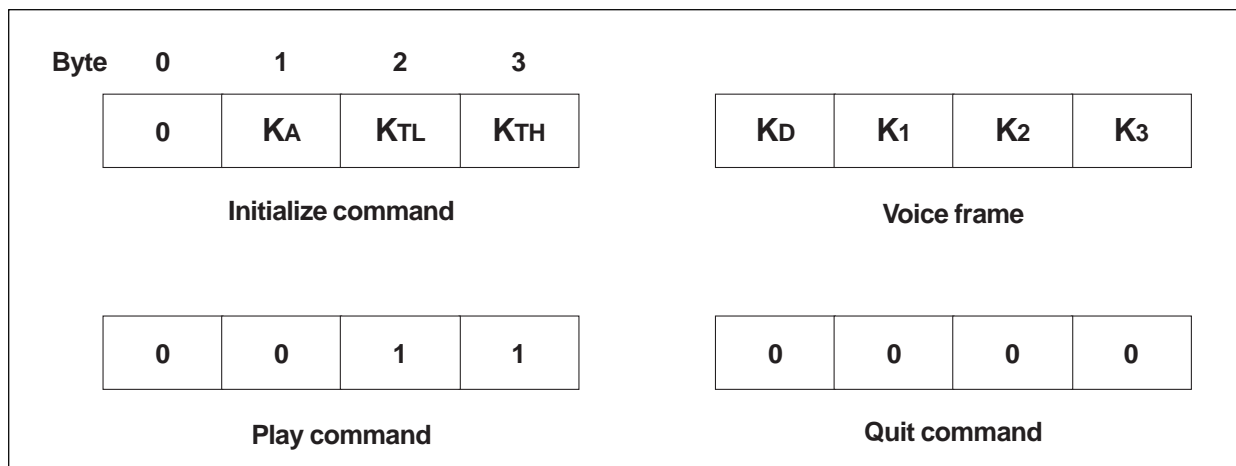 Byte 0 1 2 3
0 KA KTL KTH
KD K1 K2 K3
Initialize command
Voice frame
0 0 1 1
0 0 0 0
Play command
Quit command